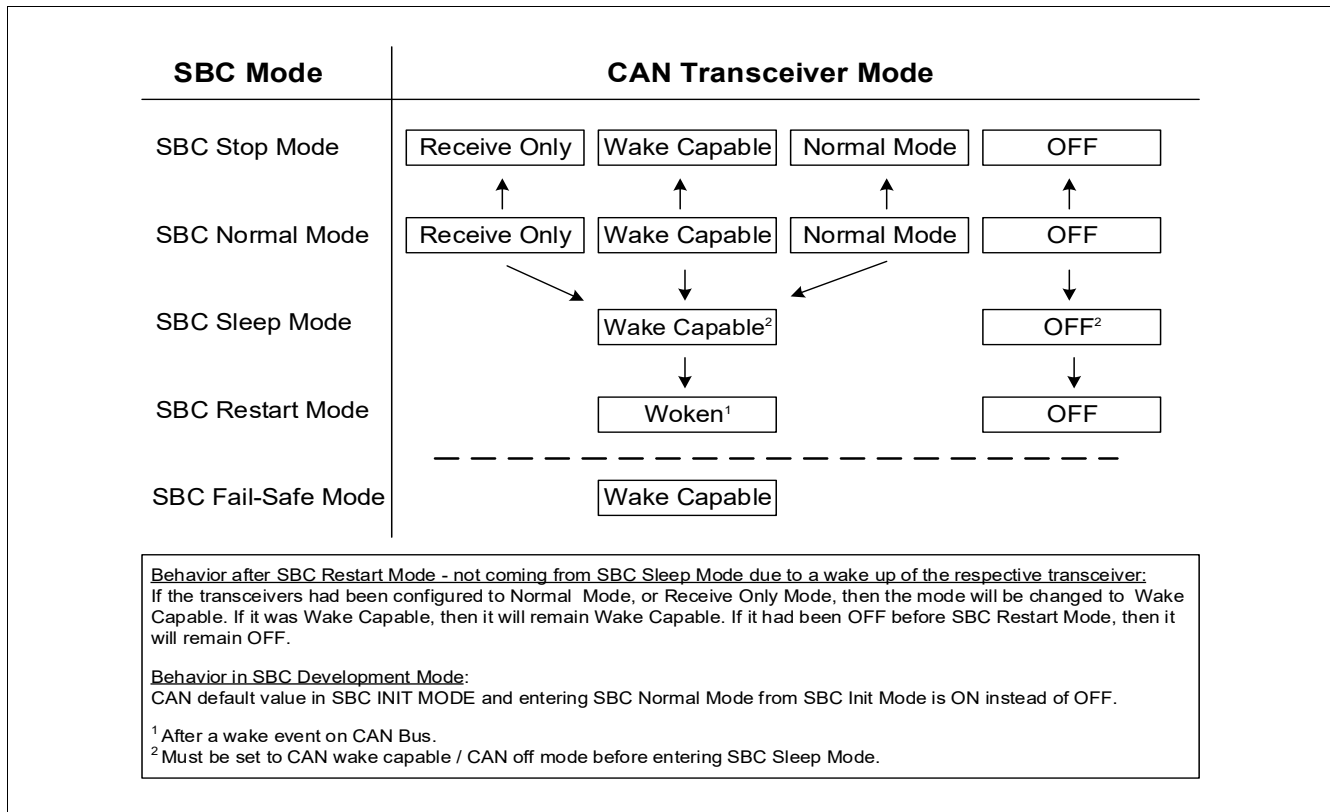 SBC Mode CAN Transceiver Mode
SBC Stop Mode Receive Only Wake Capable Normal Mode OFF
SBC Normal Mode Receive Only Wake Capable Normal Mode OFF
SBC Sleep Mode Wake Capable² OFF²
SBC Restart Mode Woken¹ OFF
SBC Fail-Safe Mode Wake Capable
Behavior after SBC Restart Mode - not coming from SBC Sleep Mode due to a wake up of the respective transceiver:
If the transceivers had been configured to Normal Mode, or Receive Only Mode, then the mode will be changed to Wake
Capable. If it was Wake Capable, then it will remain Wake Capable. If it had been OFF before SBC Restart Mode, then it
will remain OFF.
Behavior in SBC Development Mode:
CAN default value in SBC INIT MODE and entering SBC Normal Mode from SBC Init Mode is ON instead of OFF.
¹ After a wake event on CAN Bus.
² Must be set to CAN wake capable / CAN off mode before entering SBC Sleep Mode.